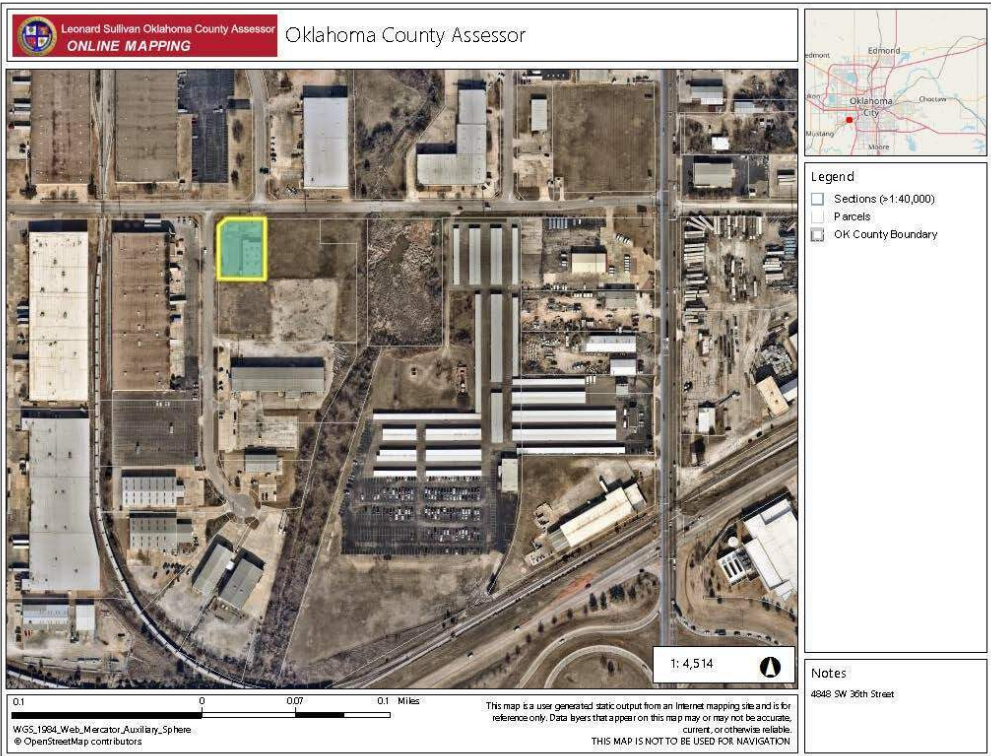 Leonard Sullivan Oklahoma County Assessor
ONLINE MAPPING
Oklahoma County Assessor
Edmond
Oklahoma
City
Choctaw
Mustang
Moore
Legend
Sections (>1:40,000)
Parcels
OK County Boundary
1: 4,514
Notes
4848 SW 36th Street
0.1 0 0.07 0.1 Miles
WGS_1984_Web_Mercator_Auxiliary_Sphere
© OpenStreetMap contributors
This map is a user generated static output from an Internet mapping site and is for
reference only. Data layers that appear on this map may or may not be accurate,
current, or otherwise reliable.
THIS MAP IS NOT TO BE USED FOR NAVIGATION